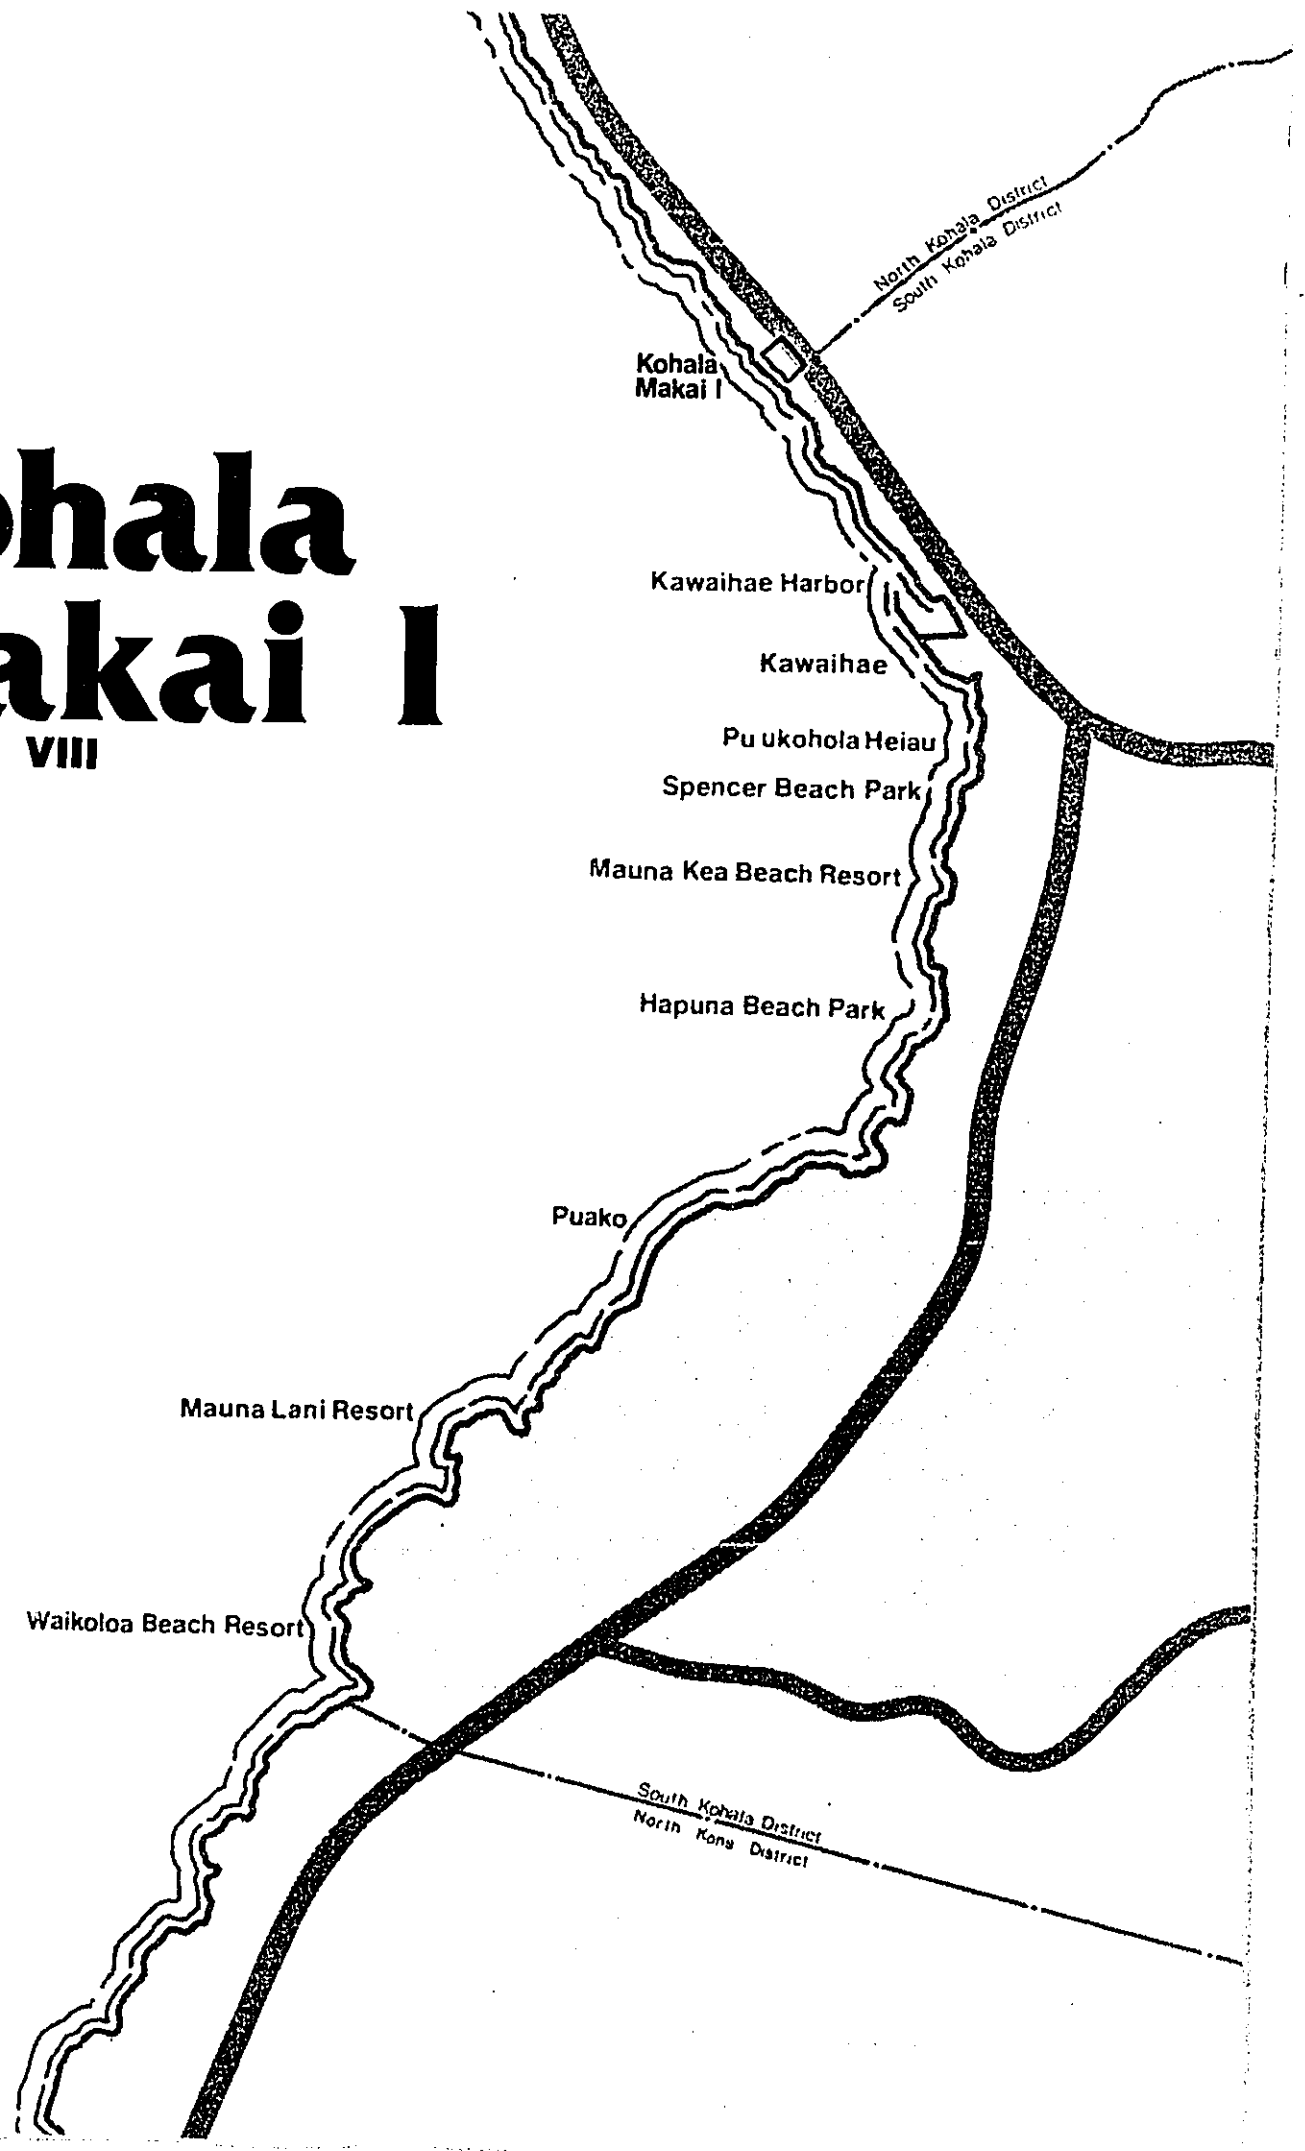 North Kohala District
South Kohala District
Kohala
Makai I
ohala
akai I
VIII
Kawaihae Harbor
Kawaihae
Pu ukohola Heiau
Spencer Beach Park
Mauna Kea Beach Resort
Hapuna Beach Park
Puako
Mauna Lani Resort
Waikoloa Beach Resort
South Kohala District
North Kona District